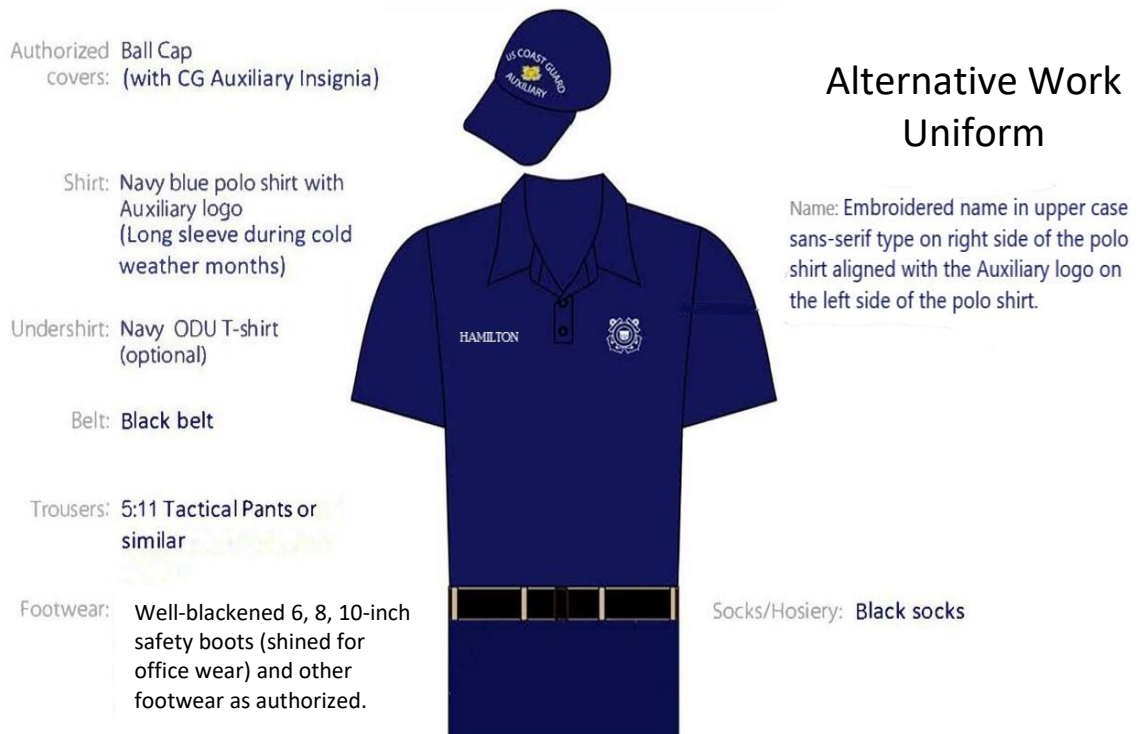 Authorized Ball Cap
covers: (with CG Auxiliary Insignia)
US COAST GUARD
AUXILIARY
Alternative Work
Uniform
Shirt: Navy blue polo shirt with
Auxiliary logo
(Long sleeve during cold
weather months)
Name: Embroidered name in upper case
sans-serif type on right side of the polo
shirt aligned with the Auxiliary logo on
the left side of the polo shirt.
Undershirt: Navy ODU T-shirt
(optional)
HAMILTON
Belt: Black belt
Trousers: 5:11 Tactical Pants or
similar
Footwear: Well-blackened 6, 8, 10-inch
safety boots (shined for
office wear) and other
footwear as authorized.
Socks/Hosiery: Black socks